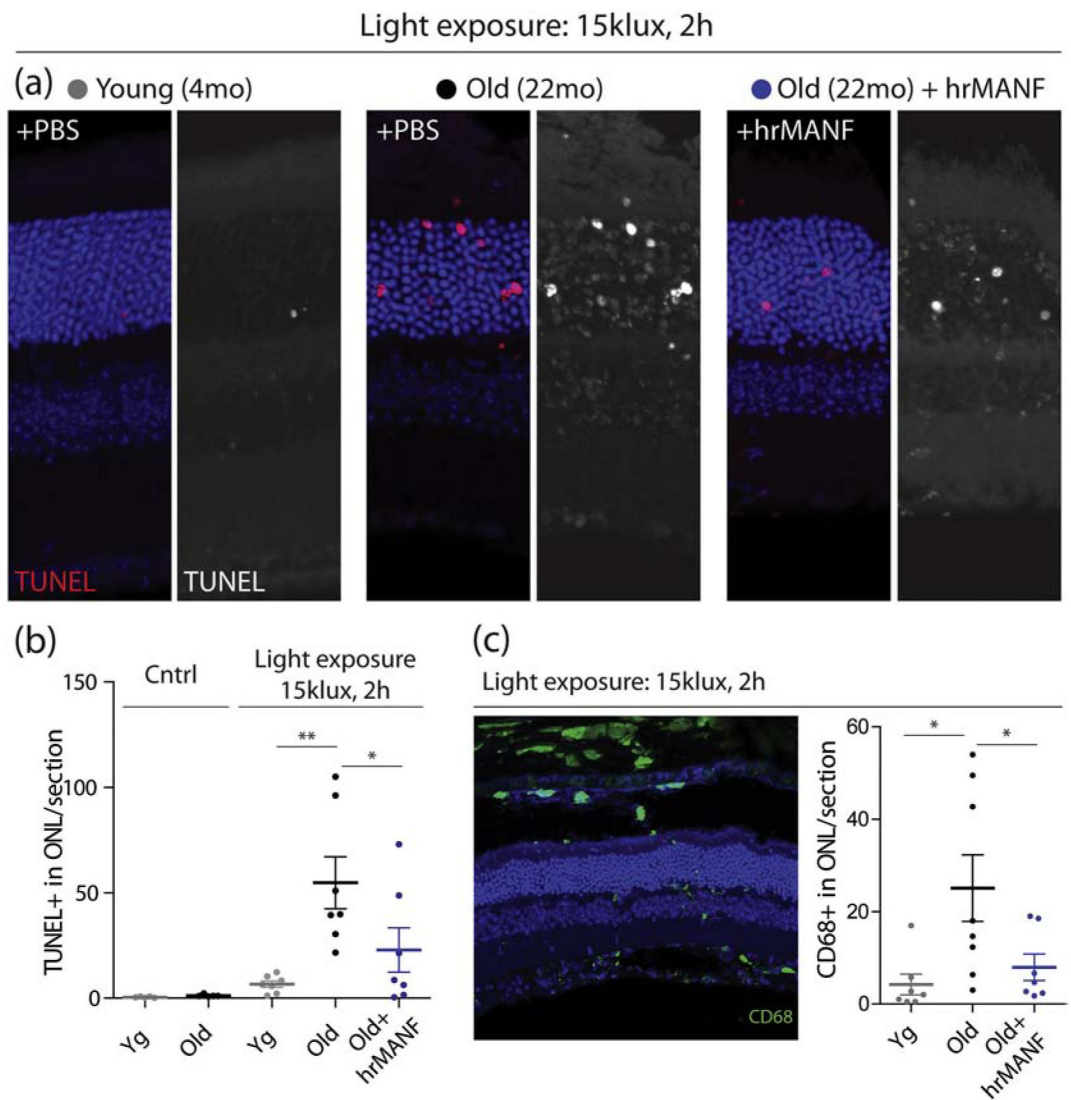 Light exposure: 15klux, 2h
(a)
Young (4mo)
Old (22mo)
Old (22mo) + hrMANF
+PBS
+PBS
+hrMANF
TUNEL
TUNEL
(b)
Cntrl
Light exposure
15klux, 2h
TUNEL+ in ONL/section
150
100
50
0
**
*
Yg
Old
Yg
Old
Old+
hrMANF
(c)
Light exposure: 15klux, 2h
CD68
CD68+ in ONL/section
60
40
20
0
*
*
Yg
Old
Old+
hrMANF